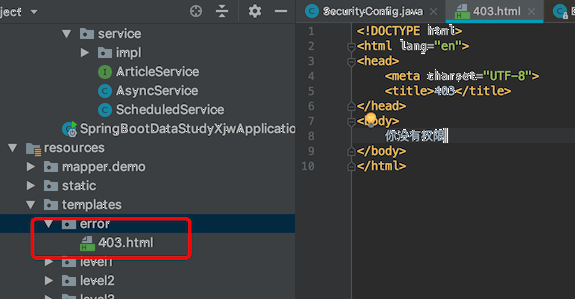 ject
service
impl
ArticleService
AsyncService
ScheduledService
SpringBootDataStudyXjwApplication
resources
mapper.demo
static
templates
error
403.html
level1
level2
level3
SecurityConfig.java
403.html
1 <!DOCTYPE html>
2 <html lang="en">
3 <head>
4 <meta charset="UTF-8">
5 <title>403</title>
6 </head>
7 <body>
8 你没有权限
9 </body>
10 </html>